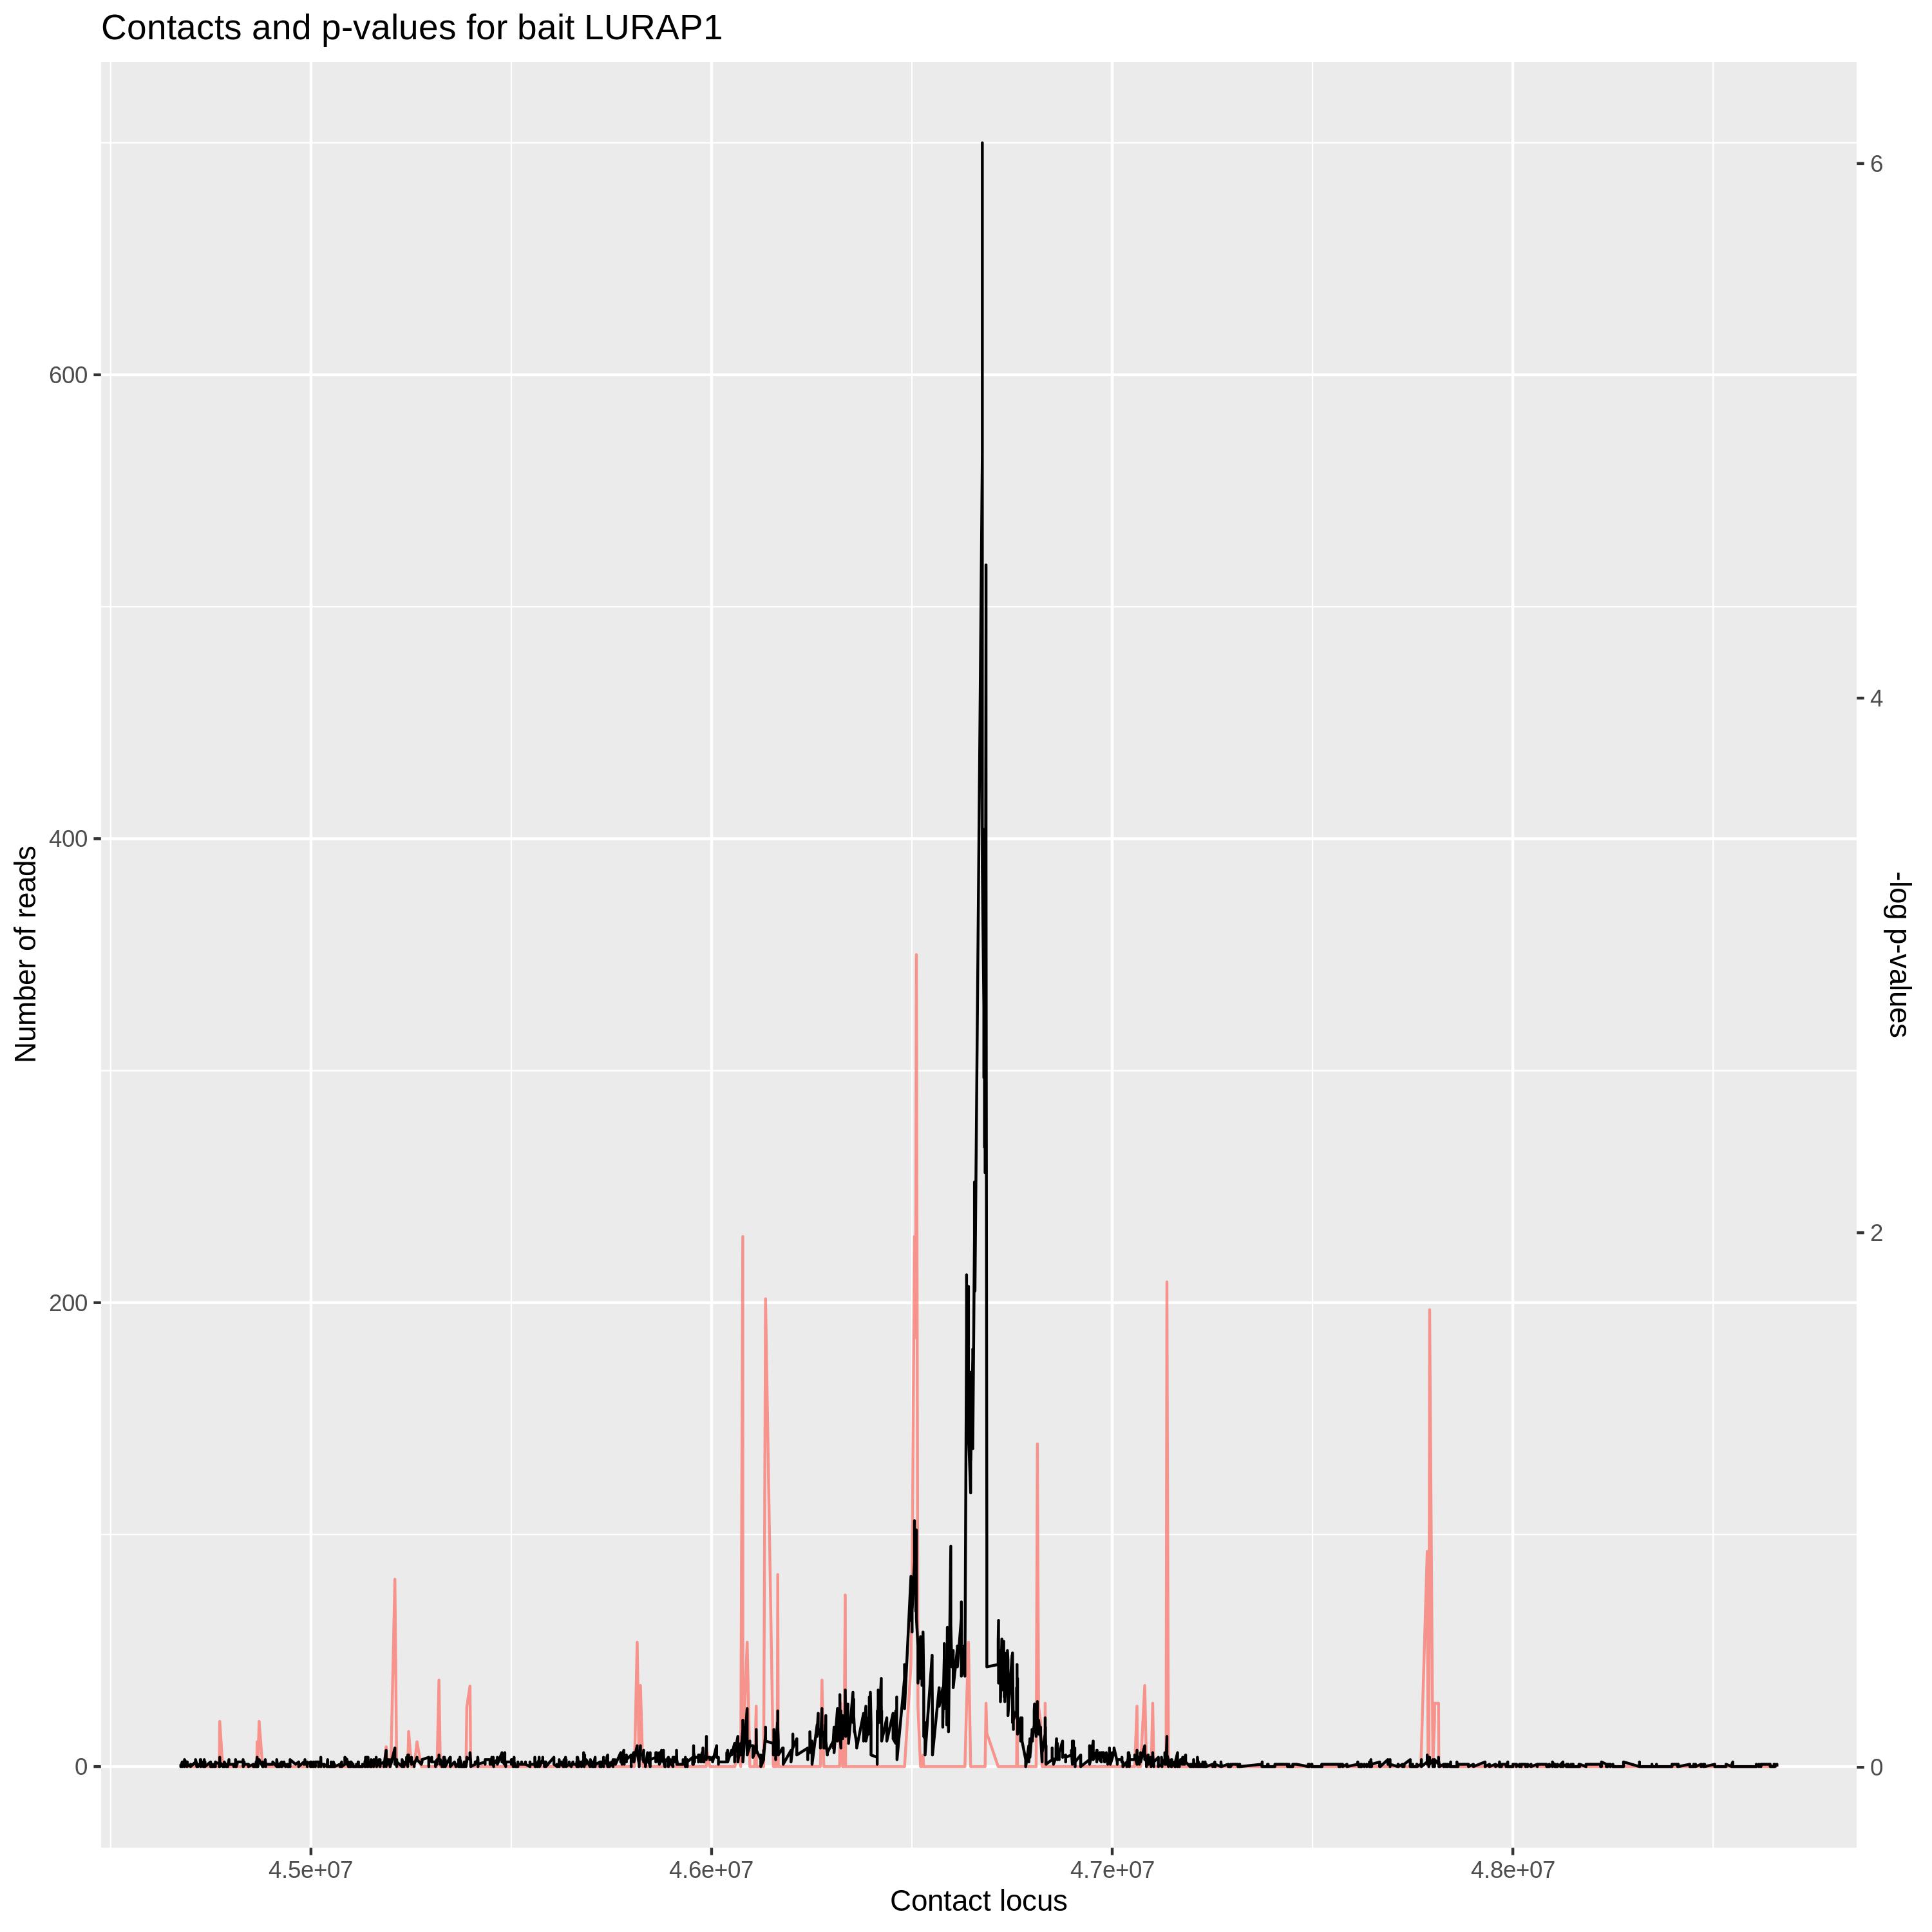 Contacts and p-values for bait LURAP1
Number of reads
600
400
200
0
6
4
2
0
-log p-values
4.5e+07
4.6e+07
4.7e+07
4.8e+07
Contact locus